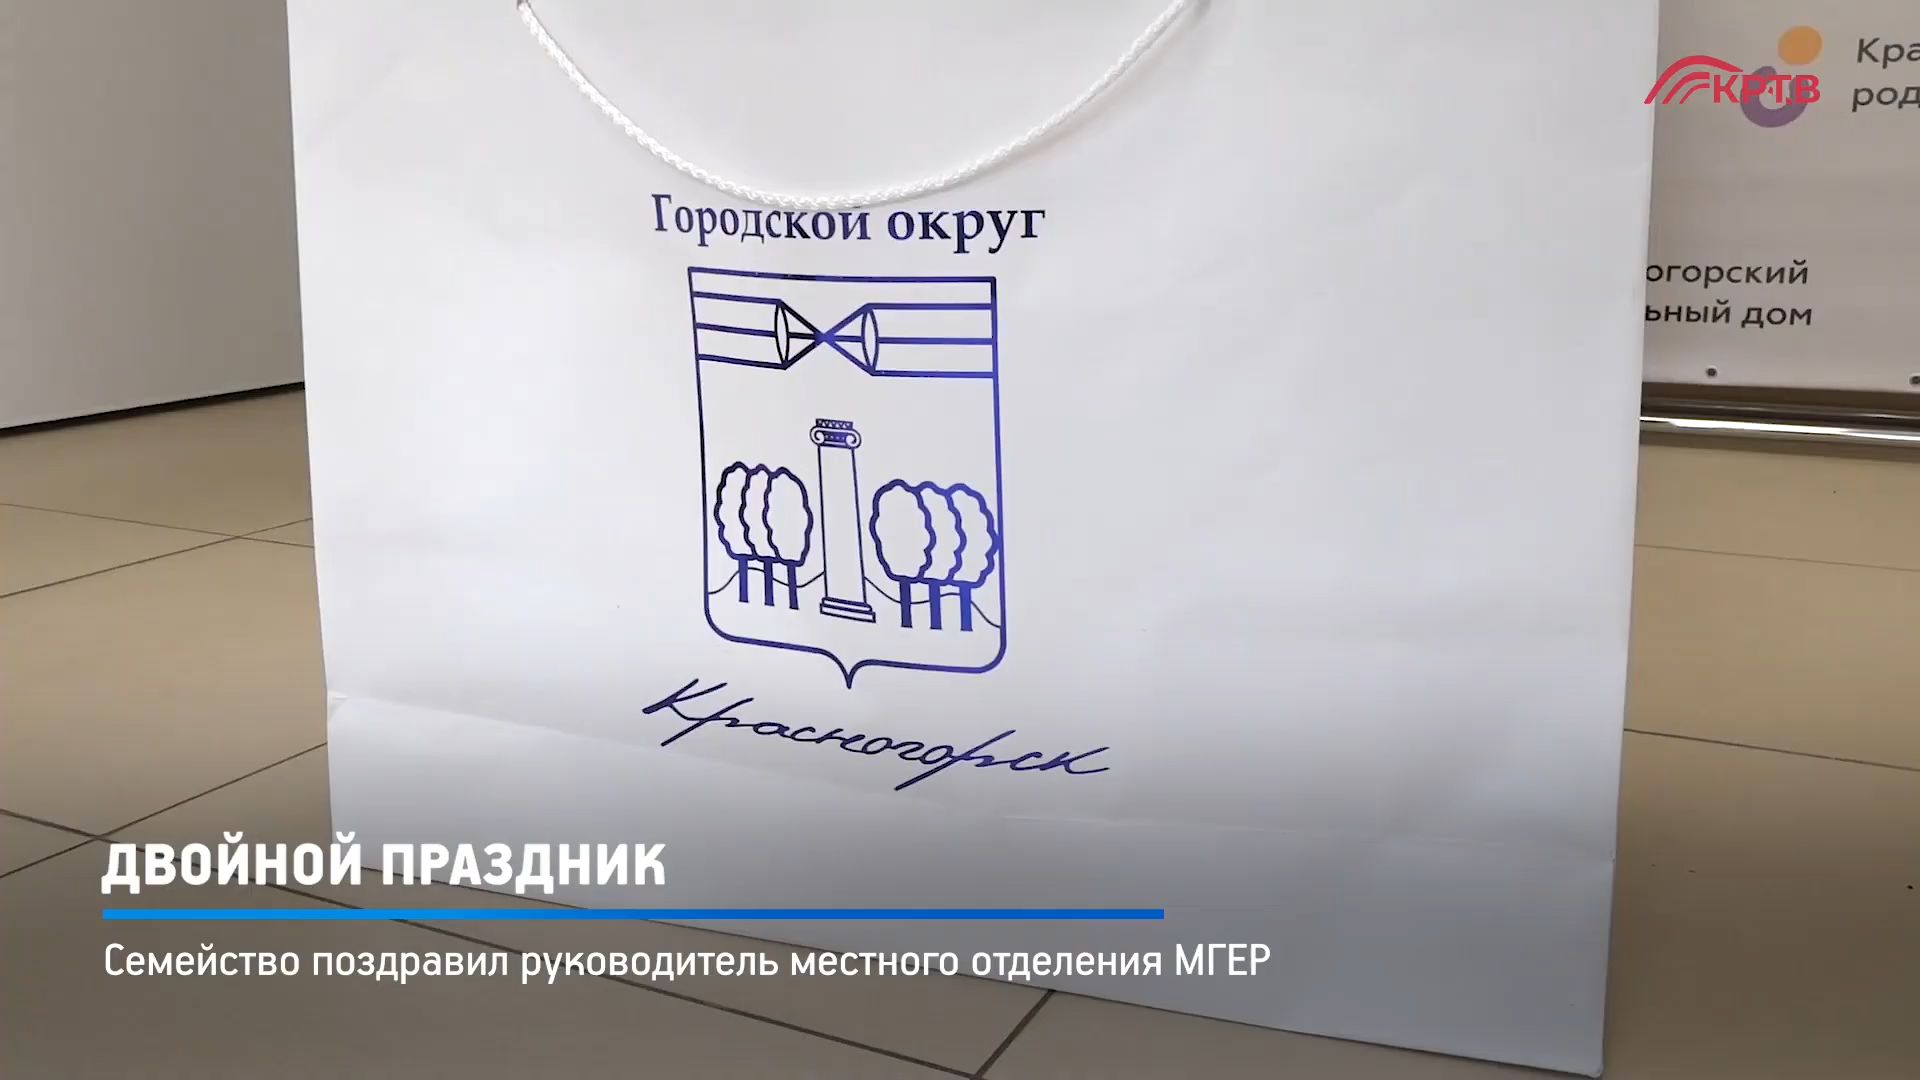 КРТВ
Кра
род
огорский
ьный дом
Городской округ
Красногорск
ДВОЙНОЙ ПРАЗДНИК
Семейство поздравил руководитель местного отделения МГЕР